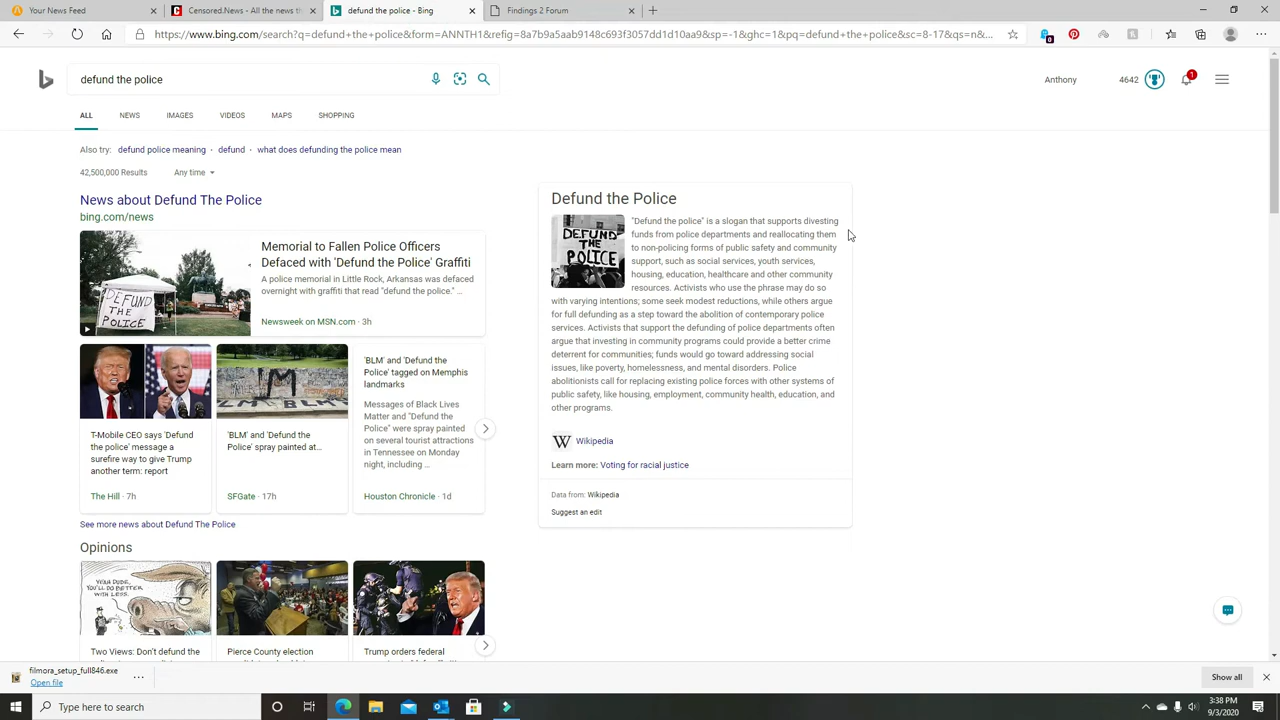 Your News Feed
Censored.News the
defund the police - Bing
Findings 2 Forum
https://www.bing.com/search?q=defund+the+police&form=ANNTH1&refig=8a7b9a5aab9148c693f3057dd1d10aa9&sp=-1&ghc=1&pq=defund+the+police&sc=8-17&qs=n&...
defund the police
Anthony
4642
1
ALL
NEWS
IMAGES
VIDEOS
MAPS
SHOPPING
Also try: defund police meaning · defund · what does defunding the police mean
42,500,000 Results
Any time
News about Defund The Police
bing.com/news
DEFUND
THE
POLICE
Memorial to Fallen Police Officers
Defaced with 'Defund the Police' Graffiti
A police memorial in Little Rock, Arkansas was defaced
overnight with graffiti that read "defund the police." ...
Newsweek on MSN.com · 3h
T-Mobile CEO says 'Defund
the police' message a
surefire way to give Trump
another term: report
The Hill · 7h
'BLM' and 'Defund the
Police' spray painted at...
SFGate · 17h
'BLM' and 'Defund the
Police' tagged on Memphis
landmarks
Messages of Black Lives
Matter and "Defund the
Police" were spray painted
on several tourist attractions
in Tennessee on Monday
night, including ...
Houston Chronicle · 1d
See more news about Defund The Police
Opinions
YEAH DUDE,
YOU'LL DO BETTER
WITH LESS.
Two Views: Don't defund the
Pierce County election
Trump orders federal
Defund the Police
DEFUND
THE
POLICE
"Defund the police" is a slogan that supports divesting
funds from police departments and reallocating them
to non-policing forms of public safety and community
support, such as social services, youth services,
housing, education, healthcare and other community
resources. Activists who use the phrase may do so
with varying intentions; some seek modest reductions, while others argue
for full defunding as a step toward the abolition of contemporary police
services. Activists that support the defunding of police departments often
argue that investing in community programs could provide a better crime
deterrent for communities; funds would go toward addressing social
issues, like poverty, homelessness, and mental disorders. Police
abolitionists call for replacing existing police forces with other systems of
public safety, like housing, employment, community health, education, and
other programs.
W Wikipedia
Learn more: Voting for racial justice
Data from: Wikipedia
Suggest an edit
filmora_setup_full846.exe
Open file
Show all
Type here to search
3:38 PM
9/3/2020